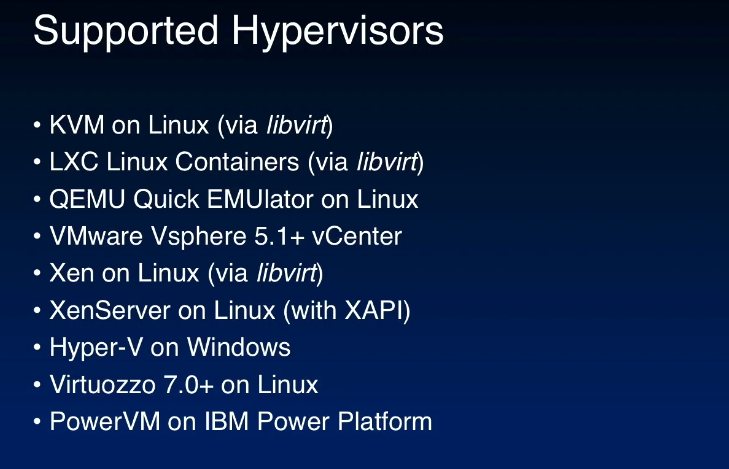 Supported Hypervisors
• KVM on Linux (via libvirt)
• LXC Linux Containers (via libvirt)
• QEMU Quick EMUlator on Linux
• VMware Vsphere 5.1+ vCenter
• Xen on Linux (via libvirt)
• XenServer on Linux (with XAPI)
• Hyper-V on Windows
• Virtuozzo 7.0+ on Linux
• PowerVM on IBM Power Platform